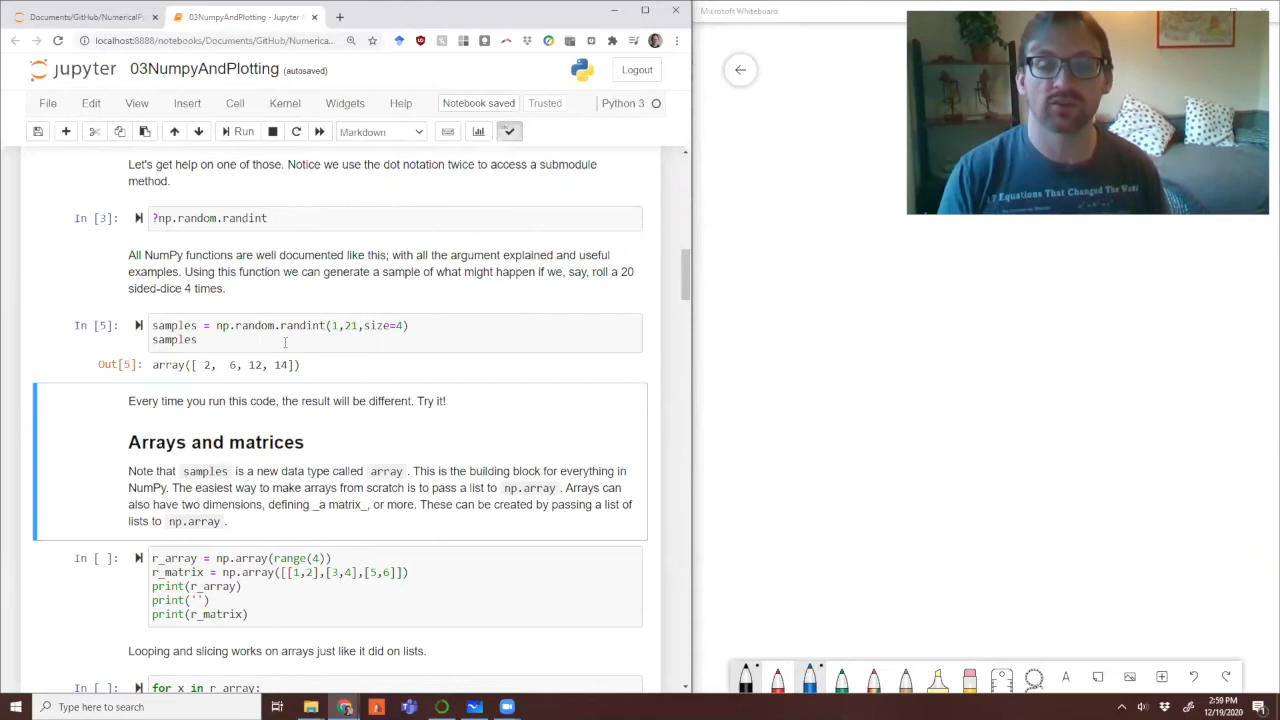 Documents/GitHub/NumericalPy
03NumpyAndPlotting - Jupyter N
Microsoft Whiteboard
localhost:8888/notebooks/Documents/GitHub/Numerica...
jupyter 03NumpyAndPlotting (autosaved)
Logout
File Edit View Insert Cell Kernel Widgets Help
Notebook saved Trusted Python 3
Run Markdown
Let's get help on one of those. Notice we use the dot notation twice to access a submodule
method.
In [3]: ?np.random.randint
All NumPy functions are well documented like this; with all the argument explained and useful
examples. Using this function we can generate a sample of what might happen if we, say, roll a 20
sided-dice 4 times.
In [5]: samples = np.random.randint(1,21,size=4)
samples
Out[5]: array([ 2,  6, 12, 14])
Every time you run this code, the result will be different. Try it!
Arrays and matrices
Note that samples is a new data type called array . This is the building block for everything in
NumPy. The easiest way to make arrays from scratch is to pass a list to np.array . Arrays can
also have two dimensions, defining _a matrix_, or more. These can be created by passing a list of
lists to np.array .
In [ ]: r_array = np.array(range(4))
r_matrix = np.array([[1,2],[3,4],[5,6]])
print(r_array)
print('')
print(r_matrix)
Looping and slicing works on arrays just like it did on lists.
In [ ]: for x in r_array:
7 Equations That Changed The World
Type here to search
2:59 PM
12/19/2020